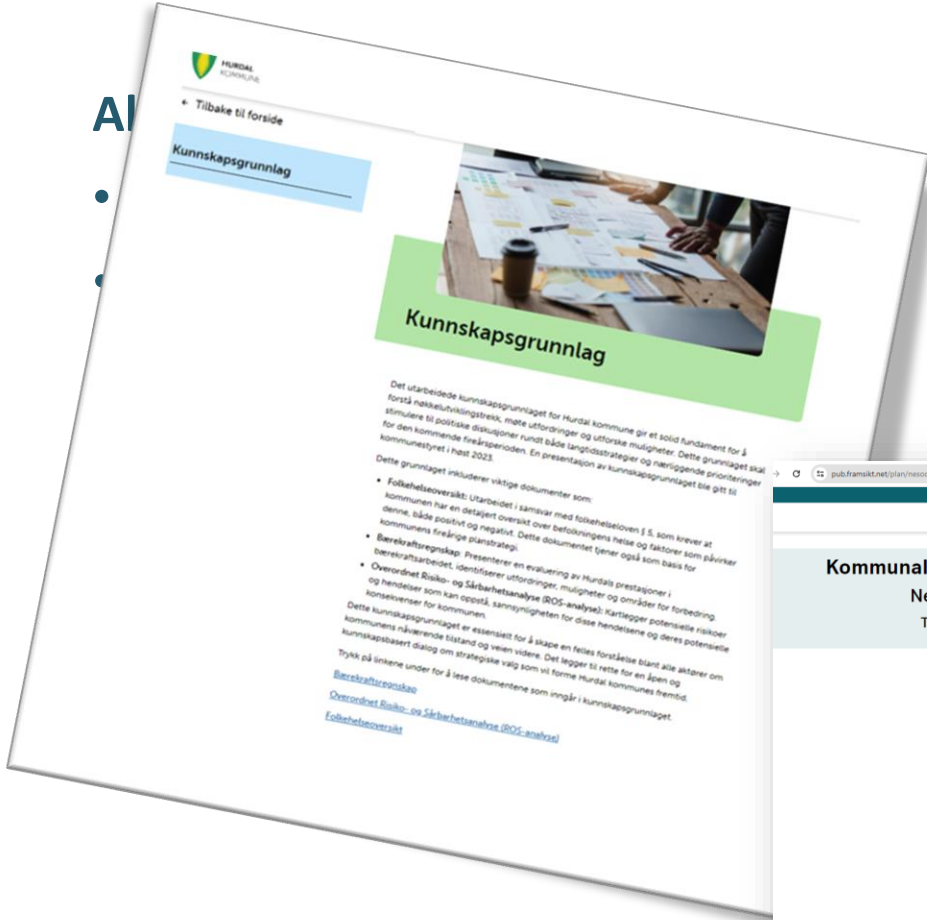 Al
HURDAL
KOMMUNE
← Tilbake til forside
Kunnskapsgrunnlag
Kunnskapsgrunnlag
Det utarbeidede kunnskapsgrunnlaget for Hurdal kommune gir et solid fundament for å
forstå nøkkelutviklingstrekk, møte utfordringer og utforske muligheter. Dette grunnlaget skal
stimulere til politiske diskusjoner rundt både langtidsstrategier og nærliggende prioriteringer
for den kommende fireårsperioden. En presentasjon av kunnskapsgrunnlaget ble gitt til
kommunestyret i høst 2023.
Dette grunnlaget inkluderer viktige dokumenter som:
• Folkehelseoversikt: Utarbeidet i samsvar med folkehelseloven § 5, som krever at
kommunen har en detaljert oversikt over befolkningens helse og faktorer som påvirker
denne, både positivt og negativt. Dette dokumentet tjener også som basis for
kommunens fireårige planstrategi.
• Bærekraftsregnskap: Presenterer en evaluering av Hurdals prestasjoner i
bærekraftsarbeidet, identifiserer utfordringer, muligheter og områder for forbedring.
• Overordnet Risiko- og Sårbarhetsanalyse (ROS-analyse): Kartlegger potensielle risikoer
og hendelser som kan oppstå, sannsynligheten for disse hendelsene og deres potensielle
konsekvenser for kommunen.
Dette kunnskapsgrunnlaget er essensielt for å skape en felles forståelse blant alle aktører om
kommunens nåværende tilstand og veien videre. Det legger til rette for en åpen og
kunnskapsbasert dialog om strategiske valg som vil forme Hurdal kommunes fremtid.
Trykk på linkene under for å lese dokumentene som inngår i kunnskapsgrunnlaget.
Bærekraftsregnskap
Overordnet Risiko- og Sårbarhetsanalyse (ROS-analyse)
Folkehelseoversikt
pub.framsikt.net/plan/nesod
Kommunal
Ne
T